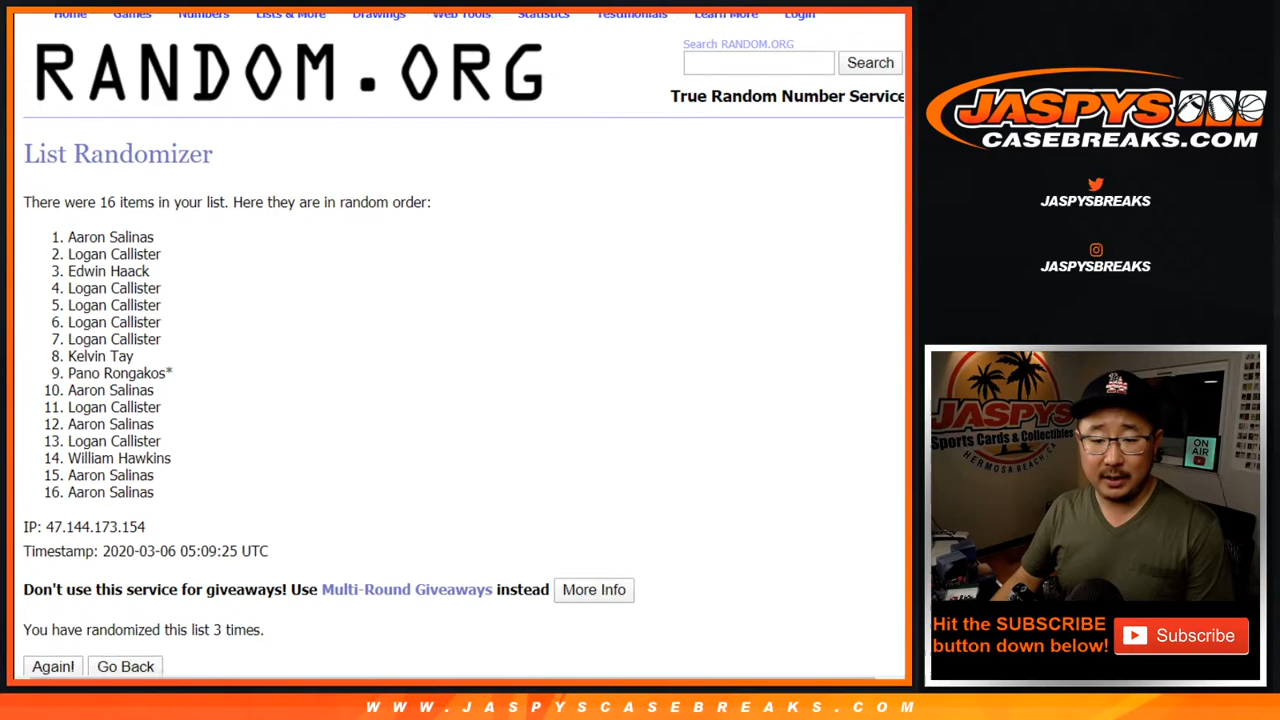 Home Games Numbers Lists & More Drawings Web Tools Statistics Testimonials Learn More Login
RANDOM.ORG
Search RANDOM.ORG
Search
True Random Number Service
List Randomizer
There were 16 items in your list. Here they are in random order:
1. Aaron Salinas
2. Logan Callister
3. Edwin Haack
4. Logan Callister
5. Logan Callister
6. Logan Callister
7. Logan Callister
8. Kelvin Tay
9. Pano Rongakos*
10. Aaron Salinas
11. Logan Callister
12. Aaron Salinas
13. Logan Callister
14. William Hawkins
15. Aaron Salinas
16. Aaron Salinas
IP: 47.144.173.154
Timestamp: 2020-03-06 05:09:25 UTC
Don't use this service for giveaways! Use Multi-Round Giveaways instead More Info
You have randomized this list 3 times.
Again! Go Back
JASPYS
CASEBREAKS.COM
JASPYSBREAKS
JASPYSBREAKS
JASPYS
Sports Cards & Collectibles
HERMOSA BEACH, CA
ON
AIR
Hit the SUBSCRIBE
button down below!
Subscribe
WWW.JASPYSCASEBREAKS.COM